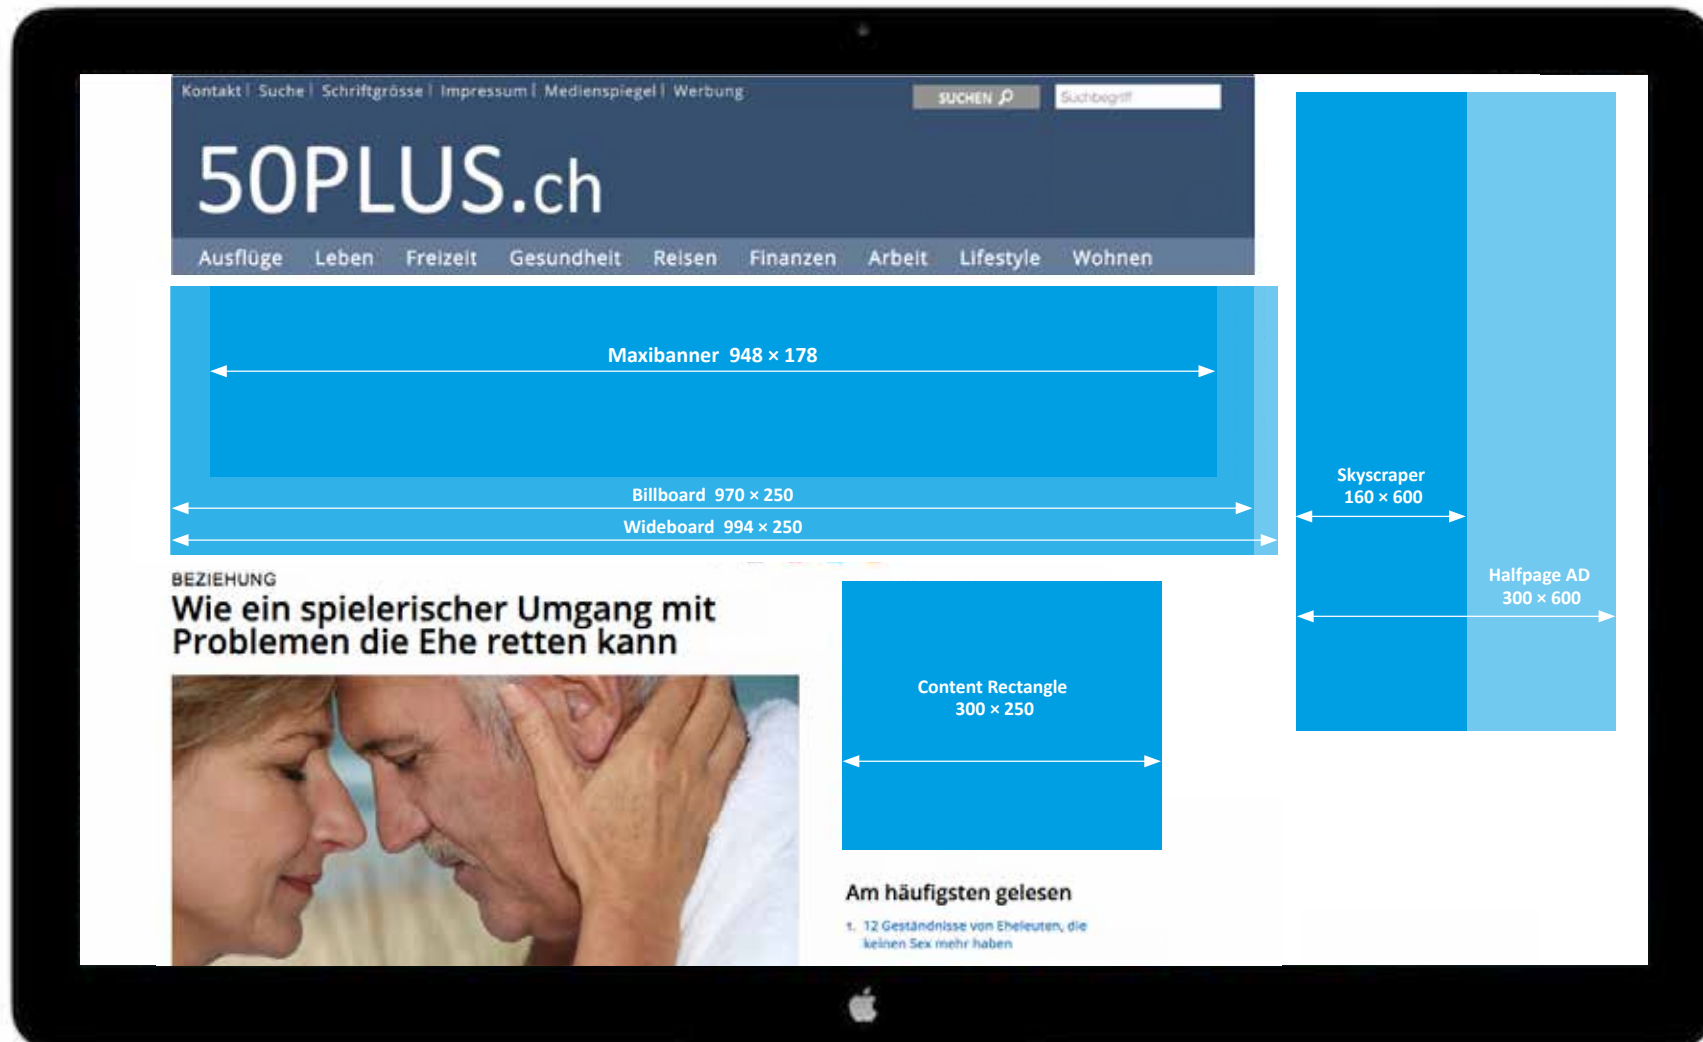 Kontakt | Suche | Schriftgrösse | Impressum | Medienspiegel | Werbung
SUCHEN
Suchbegriff
50PLUS.ch
Ausflüge Leben Freizeit Gesundheit Reisen Finanzen Arbeit Lifestyle Wohnen
Maxibanner 948 × 178
Billboard 970 × 250
Wideboard 994 × 250
Skyscraper
160 × 600
Halfpage AD
300 × 600
BEZIEHUNG
Wie ein spielerischer Umgang mit
Problemen die Ehe retten kann
Content Rectangle
300 × 250
Am häufigsten gelesen
1. 12 Geständnisse von Eheleuten, die
keinen Sex mehr haben